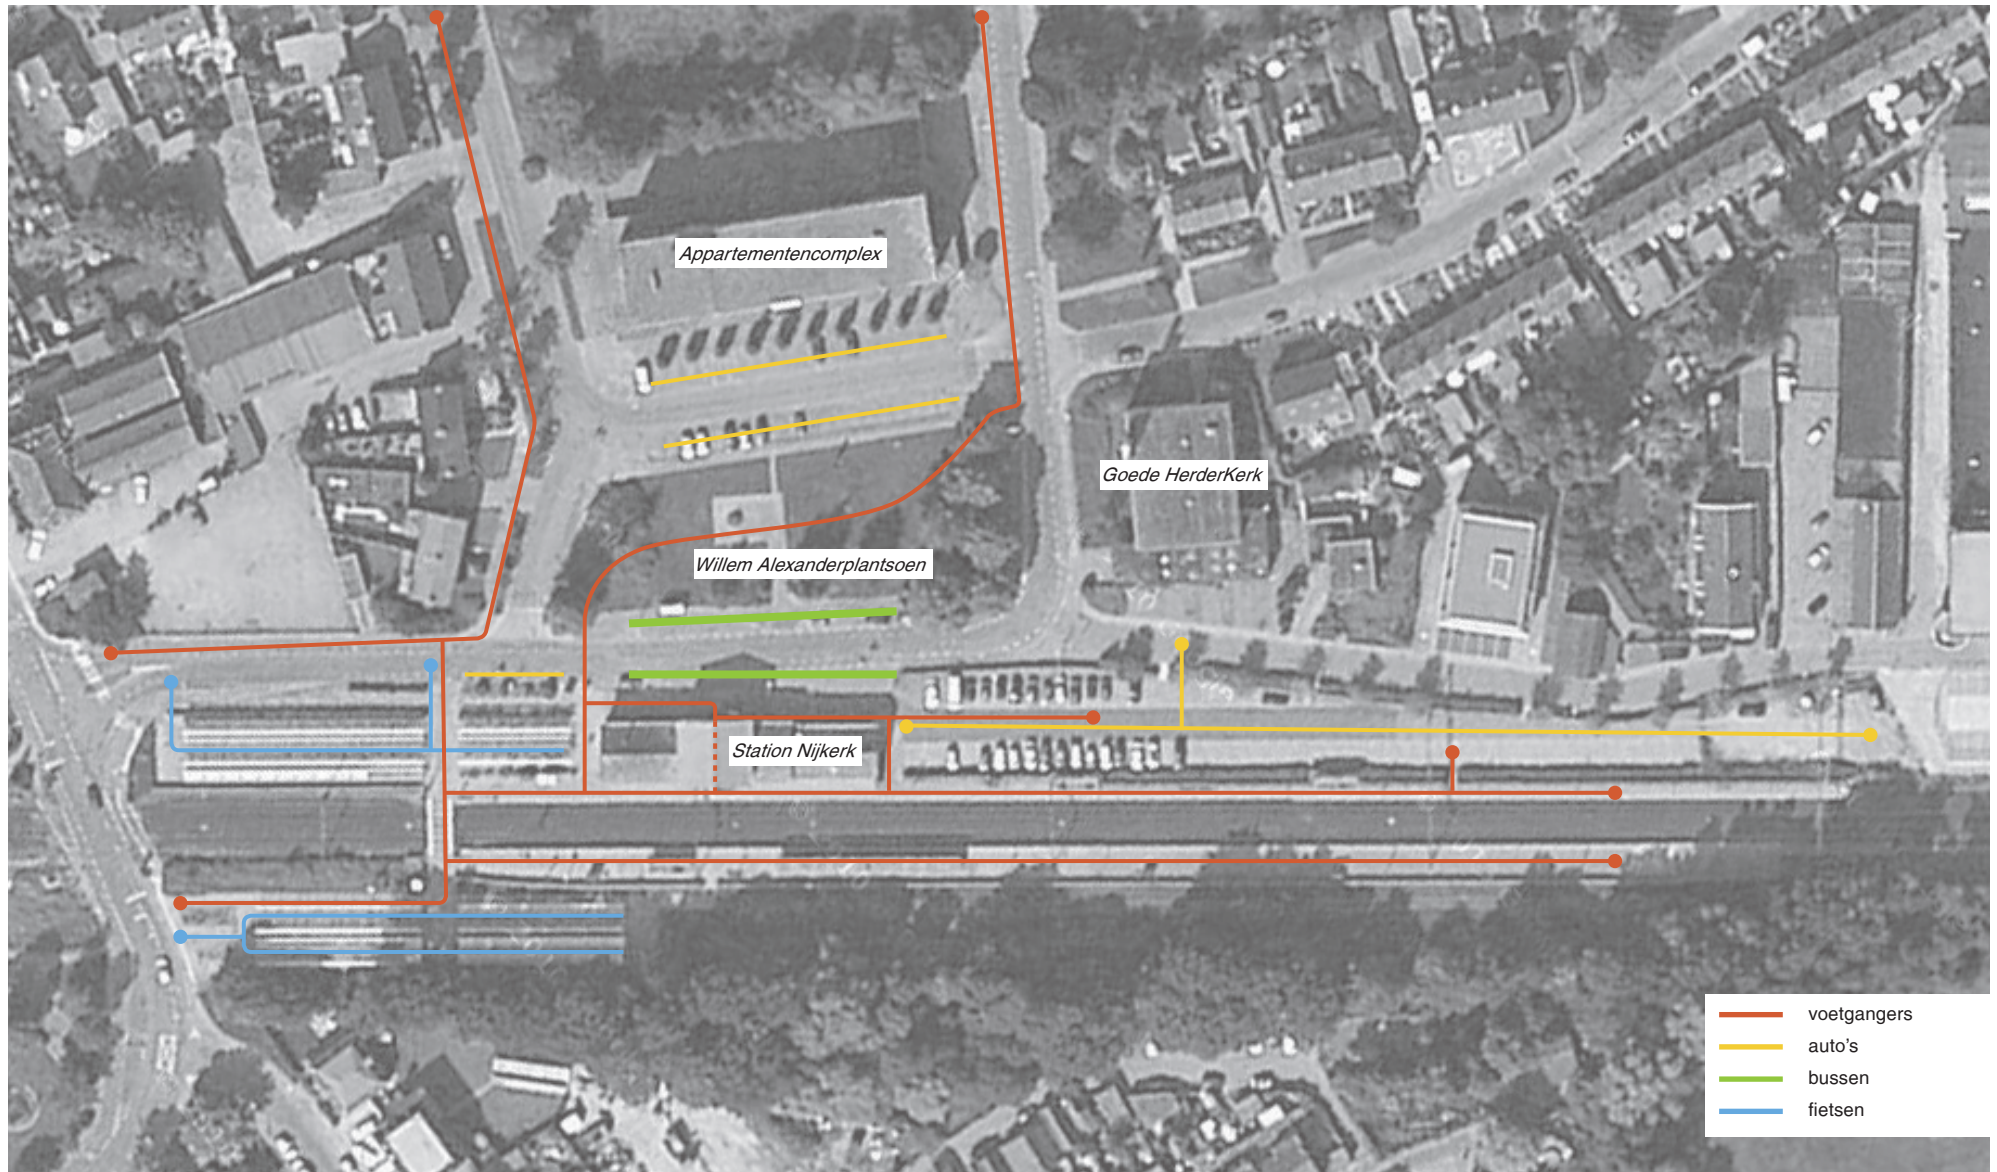 Appartementencomplex
Goede HerderKerk
Willem Alexanderplantsoen
Station Nijkerk
voetgangers
auto's
bussen
fietsen